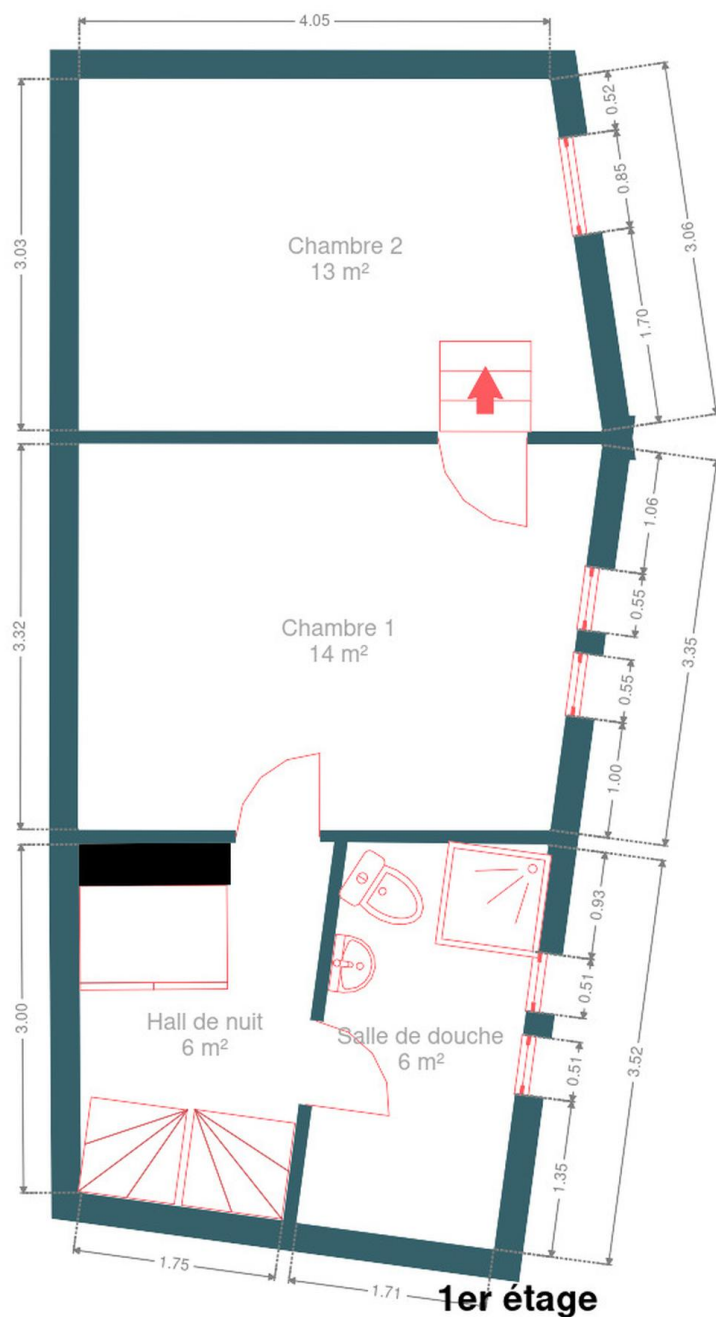 4.05
0.52
0.85
3.03
3.06
Chambre 2
13 m²
1.70
1.06
3.32
0.55
Chambre 1
14 m²
3.35
0.55
1.00
0.93
3.00
0.51
Hall de nuit
6 m²
Salle de douche
6 m²
3.52
0.51
1.35
1.75
1.71
1er étage